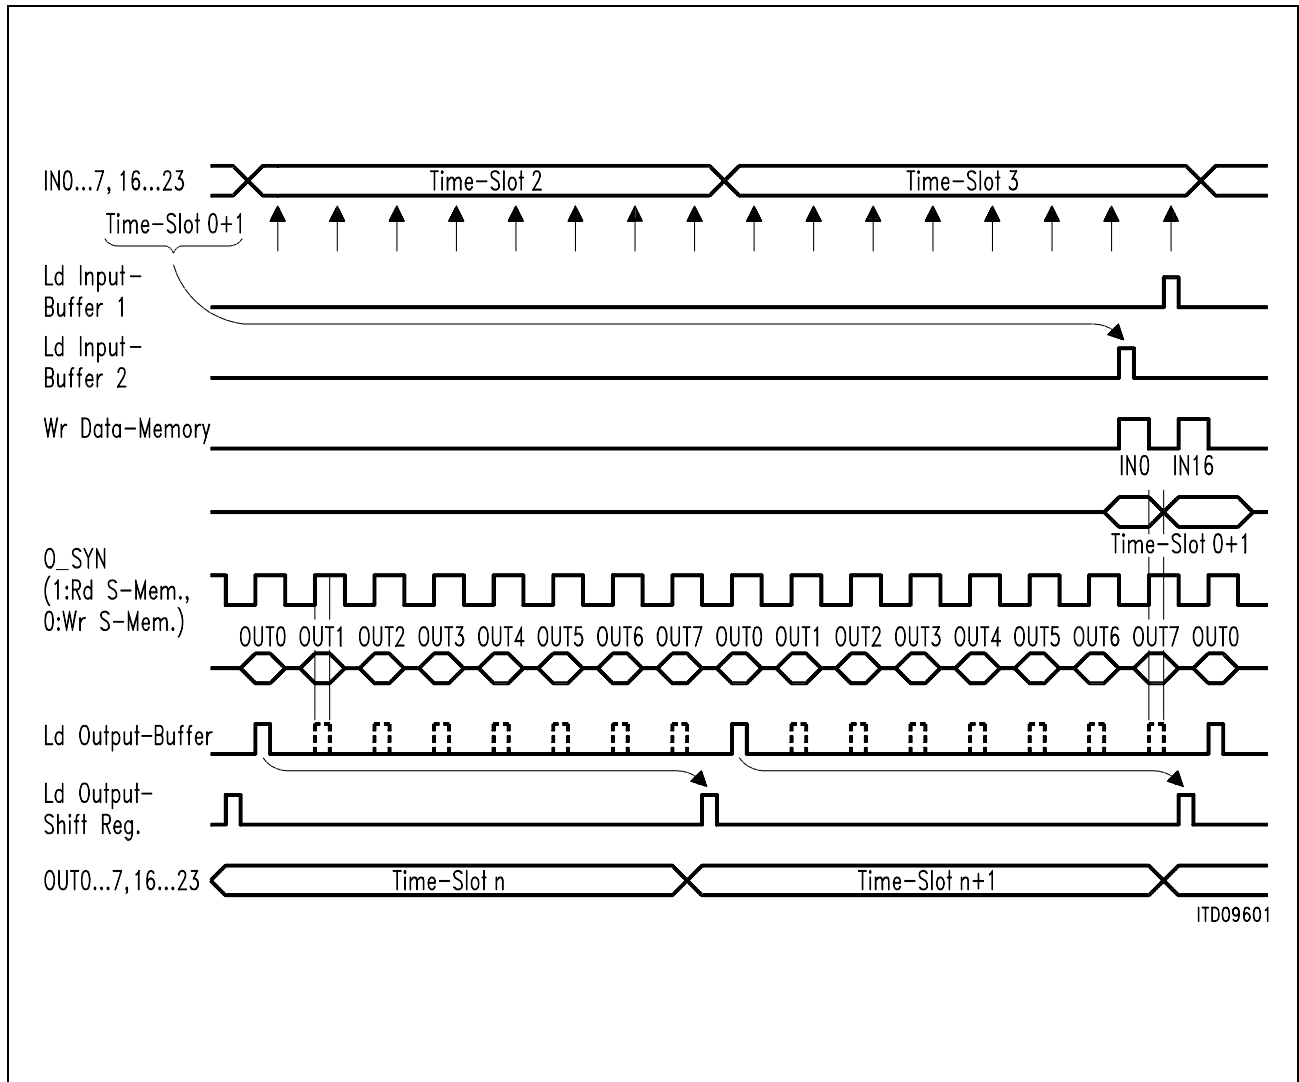 IN0...7, 16...23
Time-Slot 2
Time-Slot 3
Time-Slot 0+1
Ld Input-
Buffer 1
Ld Input-
Buffer 2
Wr Data-Memory
IN0
IN16
Time-Slot 0+1
O_SYN
(1:Rd S-Mem.,
0:Wr S-Mem.)
OUT0 OUT1 OUT2 OUT3 OUT4 OUT5 OUT6 OUT7 OUT0 OUT1 OUT2 OUT3 OUT4 OUT5 OUT6 OUT7 OUT0
Ld Output-Buffer
Ld Output-
Shift Reg.
OUT0...7, 16...23
Time-Slot n
Time-Slot n+1
ITD09601